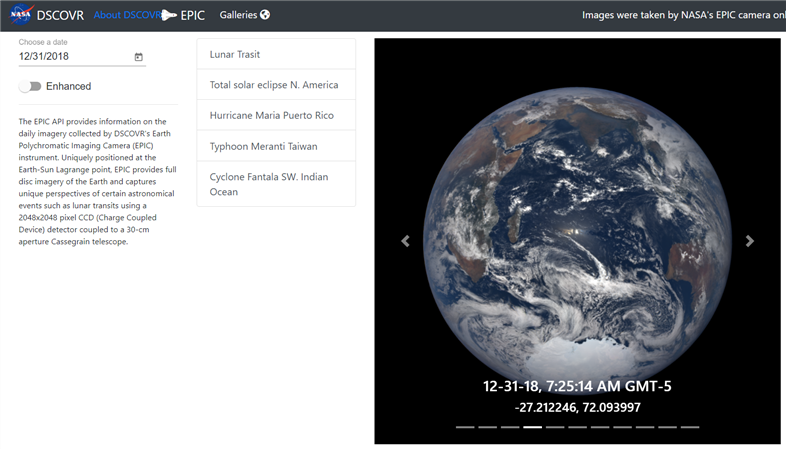 NASA DSCOVR About DSCOVR EPIC Galleries Images were taken by NASA's EPIC camera on
Choose a date
12/31/2018
Enhanced
The EPIC API provides information on the
daily imagery collected by DSCOVR's Earth
Polychromatic Imaging Camera (EPIC)
instrument. Uniquely positioned at the
Earth-Sun Lagrange point, EPIC provides full
disc imagery of the Earth and captures
unique perspectives of certain astronomical
events such as lunar transits using a
2048x2048 pixel CCD (Charge Coupled
Device) detector coupled to a 30-cm
aperture Cassegrain telescope.
Lunar Trasit
Total solar eclipse N. America
Hurricane Maria Puerto Rico
Typhoon Meranti Taiwan
Cyclone Fantala SW. Indian
Ocean
12-31-18, 7:25:14 AM GMT-5
-27.212246, 72.093997